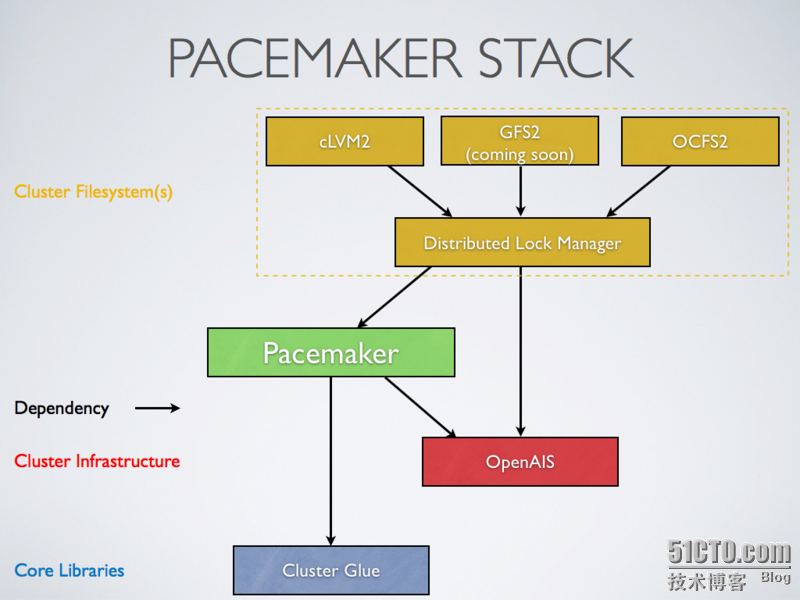 PACEMAKER STACK
cLVM2
GFS2
(coming soon)
OCFS2
Cluster Filesystem(s)
Distributed Lock Manager
Pacemaker
Dependency
Cluster Infrastructure
OpenAIS
Core Libraries
Cluster Glue
51CTO.com
技术博客 Blog